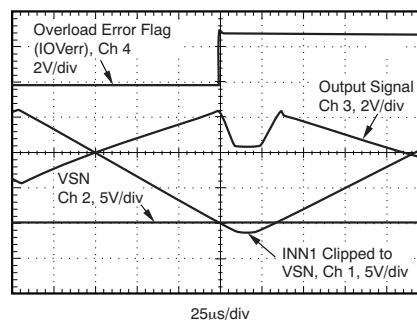 Overload Error Flag
(IOVerr), Ch 4
2V/div
Output Signal
Ch 3, 2V/div
VSN
Ch 2, 5V/div
INN1 Clipped to
VSN, Ch 1, 5V/div
25µs/div